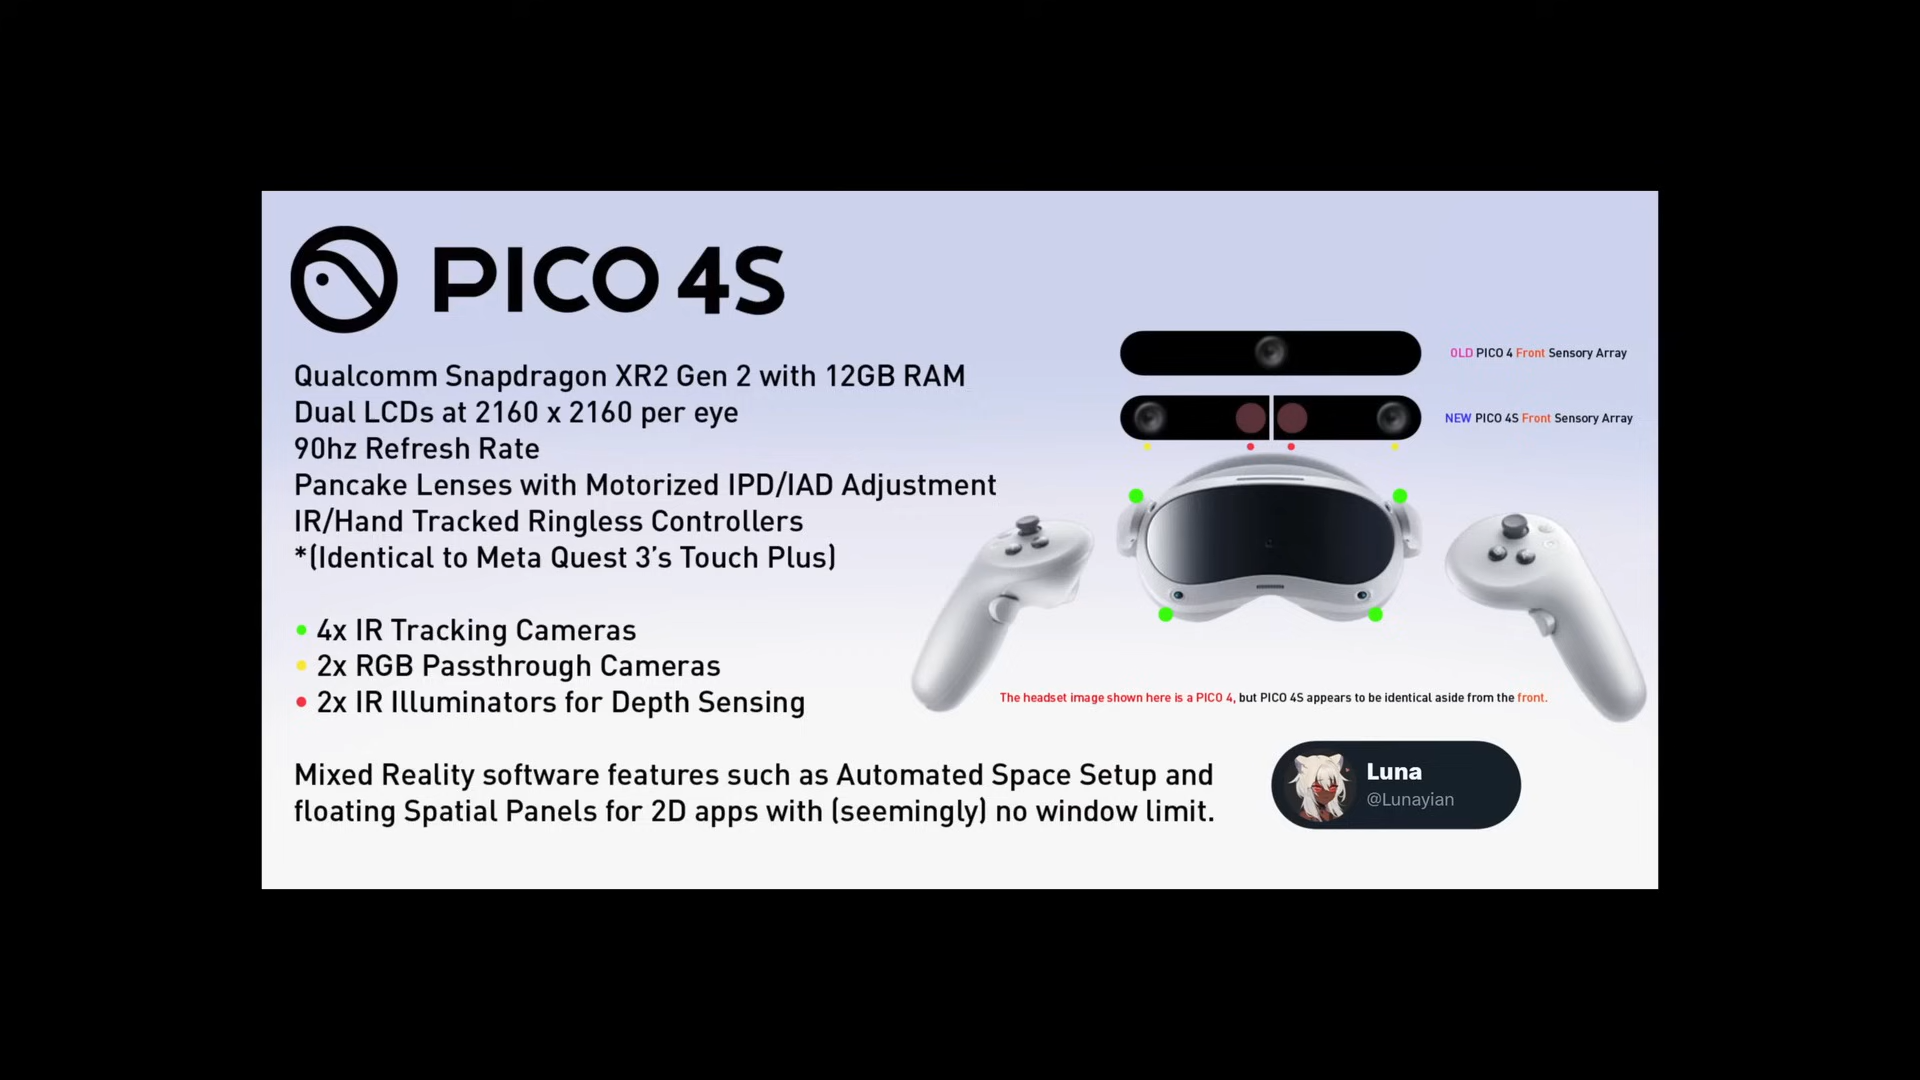 PICO 4S
Qualcomm Snapdragon XR2 Gen 2 with 12GB RAM
Dual LCDs at 2160 x 2160 per eye
90hz Refresh Rate
Pancake Lenses with Motorized IPD/IAD Adjustment
IR/Hand Tracked Ringless Controllers
*(Identical to Meta Quest 3’s Touch Plus)
4x IR Tracking Cameras
2x RGB Passthrough Cameras
2x IR Illuminators for Depth Sensing
Mixed Reality software features such as Automated Space Setup and
floating Spatial Panels for 2D apps with (seemingly) no window limit.
OLD PICO 4 Front Sensory Array
NEW PICO 4S Front Sensory Array
The headset image shown here is a PICO 4, but PICO 4S appears to be identical aside from the front.
Luna
@Lunayian